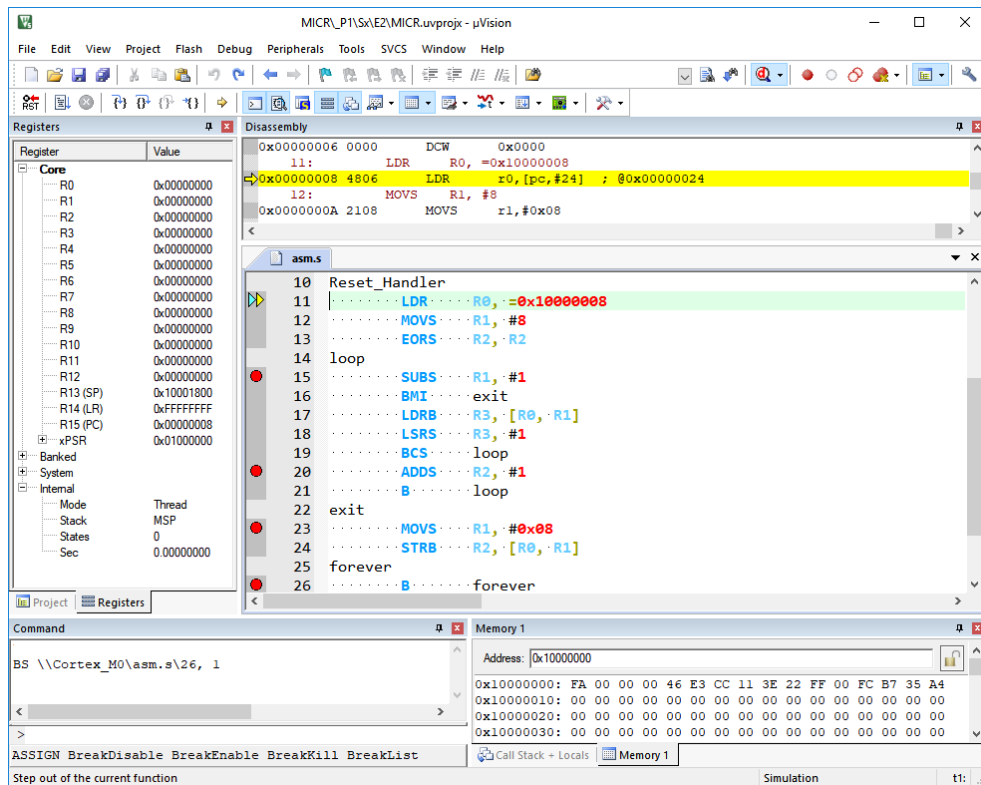 MICR\_P1\Sx\E2\MICR.uvprojx - µVision
File Edit View Project Flash Debug Peripherals Tools SVCS Window Help
RST
Registers
Register Value
Core
R0 0x00000000
R1 0x00000000
R2 0x00000000
R3 0x00000000
R4 0x00000000
R5 0x00000000
R6 0x00000000
R7 0x00000000
R8 0x00000000
R9 0x00000000
R10 0x00000000
R11 0x00000000
R12 0x00000000
R13 (SP) 0x10001800
R14 (LR) 0xFFFFFFFF
R15 (PC) 0x00000008
xPSR 0x01000000
Banked
System
Internal
Mode Thread
Stack MSP
States 0
Sec 0.00000000
Project Registers
Disassembly
0x00000006 0000 DCW 0x0000
11: LDR R0, =0x10000008
0x00000008 4806 LDR r0,[pc,#24] ; @0x00000024
12: MOVS R1, #8
0x0000000A 2108 MOVS r1,#0x08
asm.s
10 Reset_Handler
11 LDR R0, =0x10000008
12 MOVS R1, #8
13 EORS R2, R2
14 loop
15 SUBS R1, #1
16 BMI exit
17 LDRB R3, [R0, R1]
18 LSRS R3, #1
19 BCS loop
20 ADDS R2, #1
21 B loop
22 exit
23 MOVS R1, #0x08
24 STRB R2, [R0, R1]
25 forever
26 B forever
Command
BS \\Cortex_M0\asm.s\26, 1
>
ASSIGN BreakDisable BreakEnable BreakKill BreakList
Memory 1
Address: 0x10000000
0x10000000: FA 00 00 00 46 E3 CC 11 3E 22 FF 00 FC B7 35 A4
0x10000010: 00 00 00 00 00 00 00 00 00 00 00 00 00 00 00 00
0x10000020: 00 00 00 00 00 00 00 00 00 00 00 00 00 00 00 00
0x10000030: 00 00 00 00 00 00 00 00 00 00 00 00 00 00 00 00
Call Stack + Locals Memory 1
Step out of the current function Simulation t1: